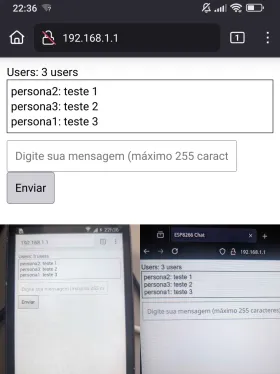 22:36
192.168.1.1
1
Users: 3 users
persona2: teste 1
persona3: teste 2
persona1: teste 3
Digite sua mensagem (máximo 255 caract
Enviar
192.168.1.1
Users: 3 users
persona2: teste 1
persona3: teste 2
persona1: teste 3
Enviar
ESP8266 Chat
192.168.1.1
Users: 3 users
persona2: teste 1
persona3: teste 2
persona1: teste 3
Digite sua mensagem (máximo 255 caracteres)